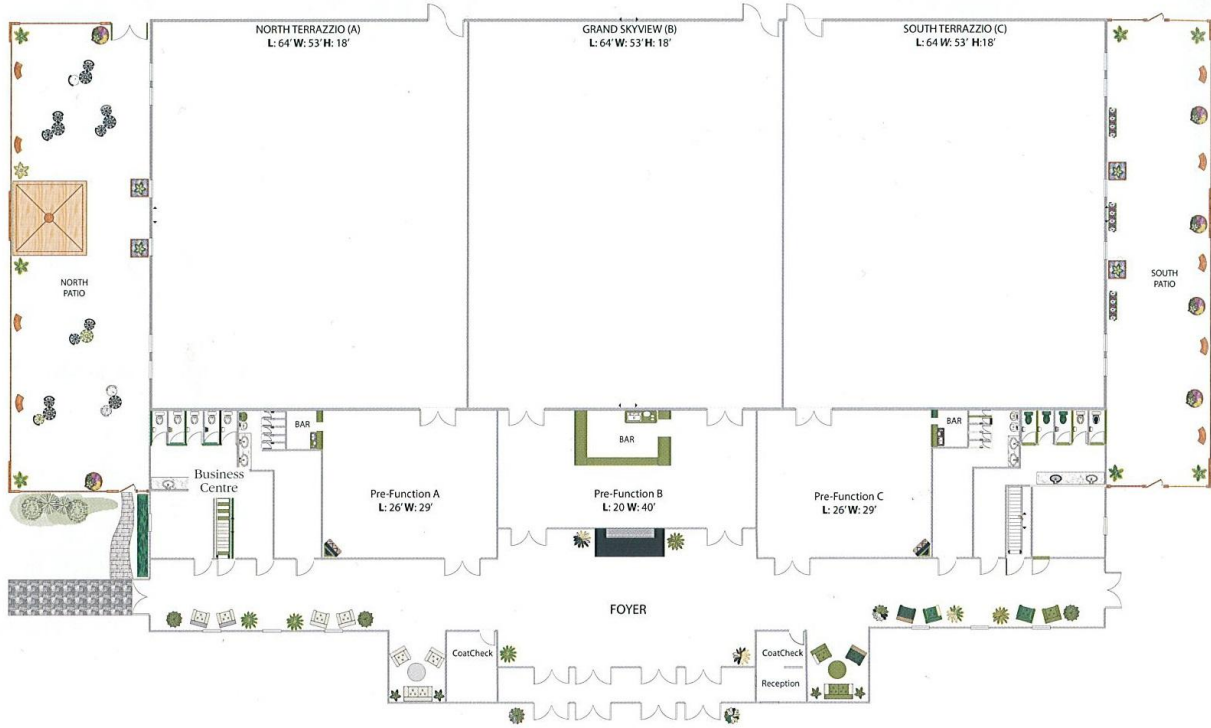 NORTH TERRAZZIO (A)
L: 64' W: 53' H: 18'
GRAND SKYVIEW (B)
L: 64' W: 53' H: 18'
SOUTH TERRAZZIO (C)
L: 64 W: 53' H:18'
NORTH
PATIO
SOUTH
PATIO
BAR
BAR
BAR
Business
Centre
Pre-Function A
L: 26' W: 29'
Pre-Function B
L: 20 W: 40'
Pre-Function C
L: 26' W: 29'
FOYER
CoatCheck
CoatCheck
Reception